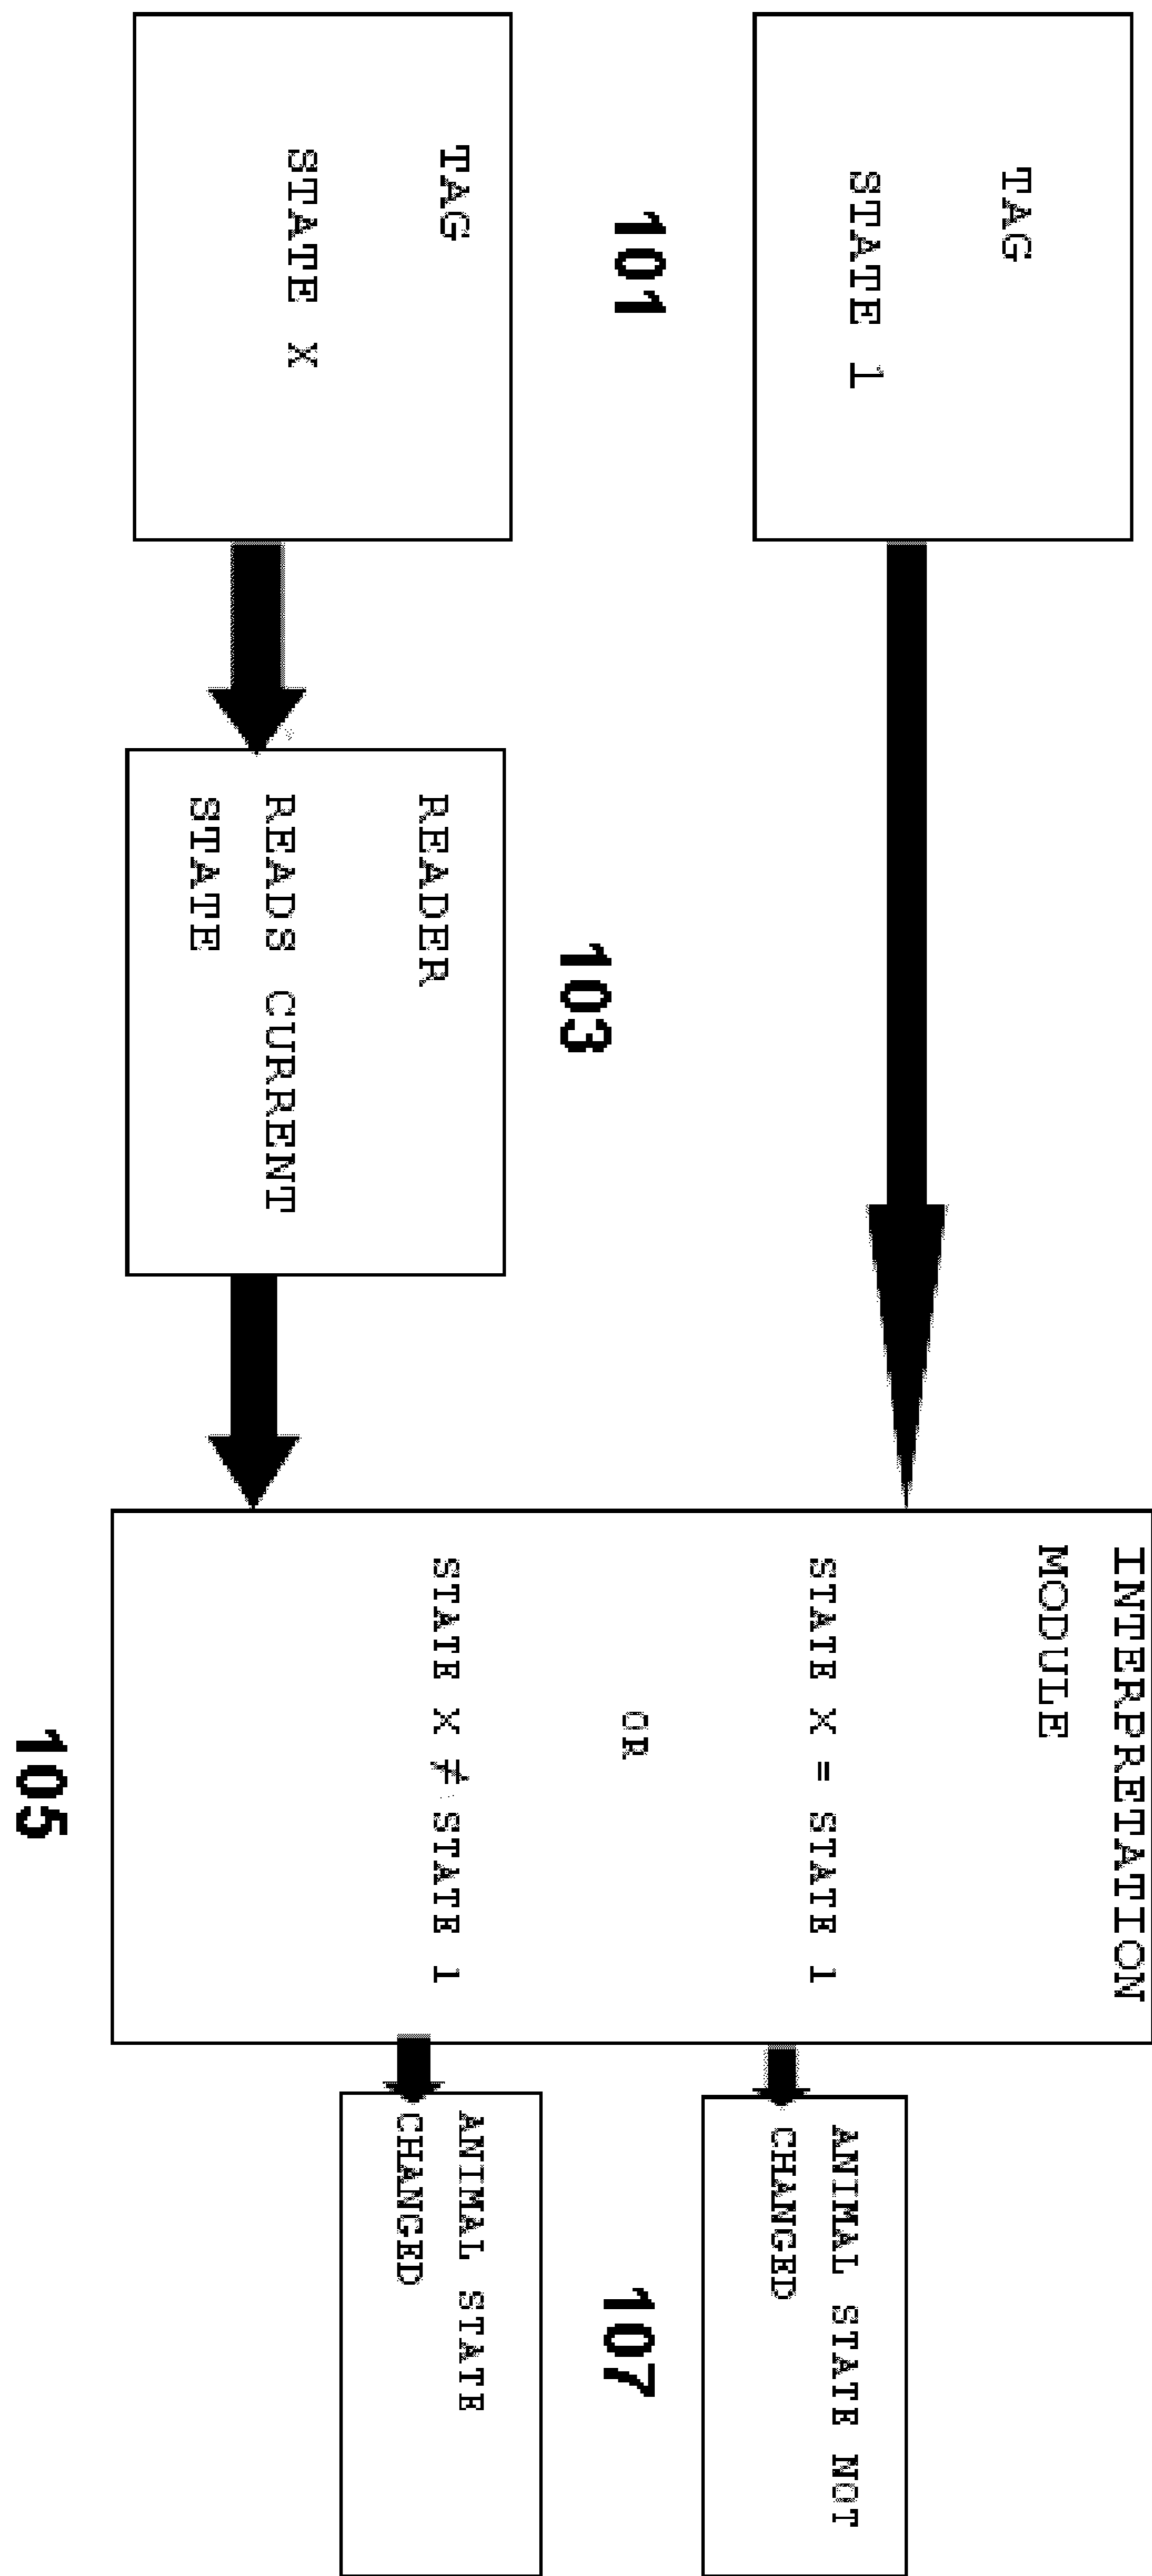 TAG
STATE 1
101
TAG
STATE X
103
READER
READS CURRENT
STATE
INTERPRETATION
MODULE
STATE X = STATE 1
OR
STATE X ≠ STATE 1
105
ANIMAL STATE NOT
CHANGED
107
ANIMAL STATE
CHANGED